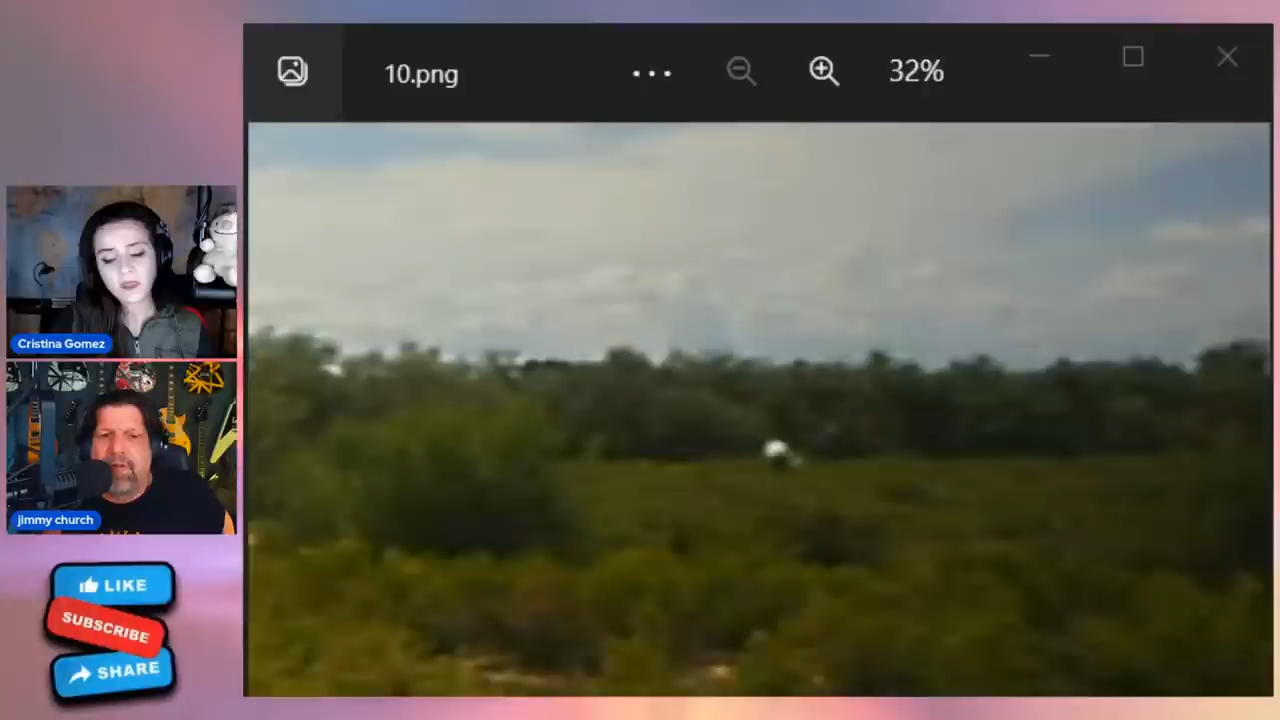 10.png
32%
Cristina Gomez
jimmy church
LIKE
SUBSCRIBE
SHARE